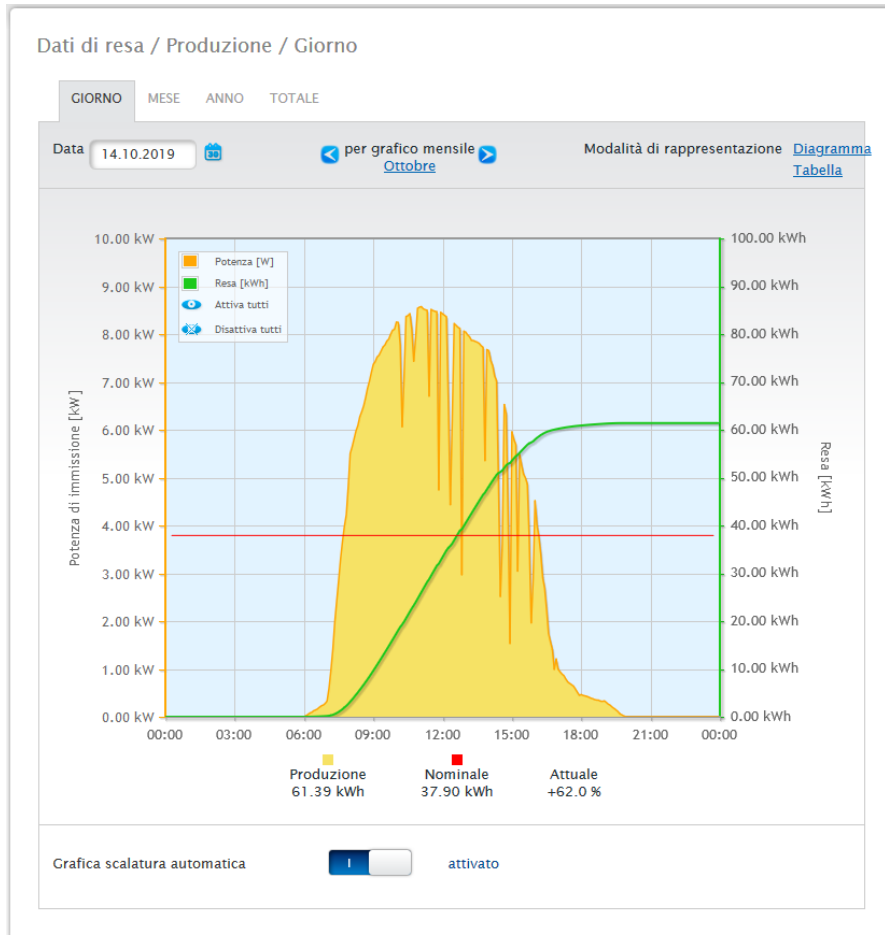 Dati di resa / Produzione / Giorno
GIORNO MESE ANNO TOTALE
Data 14.10.2019 30 per grafico mensile Modalità di rappresentazione Diagramma
Ottobre Tabella
10.00 kW 100.00 kWh
Potenza [W]
9.00 kW 90.00 kWh
Resa [kWh]
Attiva tutti
Disattiva tutti
8.00 kW 80.00 kWh
7.00 kW 70.00 kWh
6.00 kW 60.00 kWh
5.00 kW 50.00 kWh
4.00 kW 40.00 kWh
3.00 kW 30.00 kWh
2.00 kW 20.00 kWh
1.00 kW 10.00 kWh
0.00 kW 0.00 kWh
Potenza di immissione [kW]
Resa [kWh]
00:00 03:00 06:00 09:00 12:00 15:00 18:00 21:00 00:00
Produzione Nominale Attuale
61.39 kWh 37.90 kWh +62.0 %
Grafica scalatura automatica I attivato